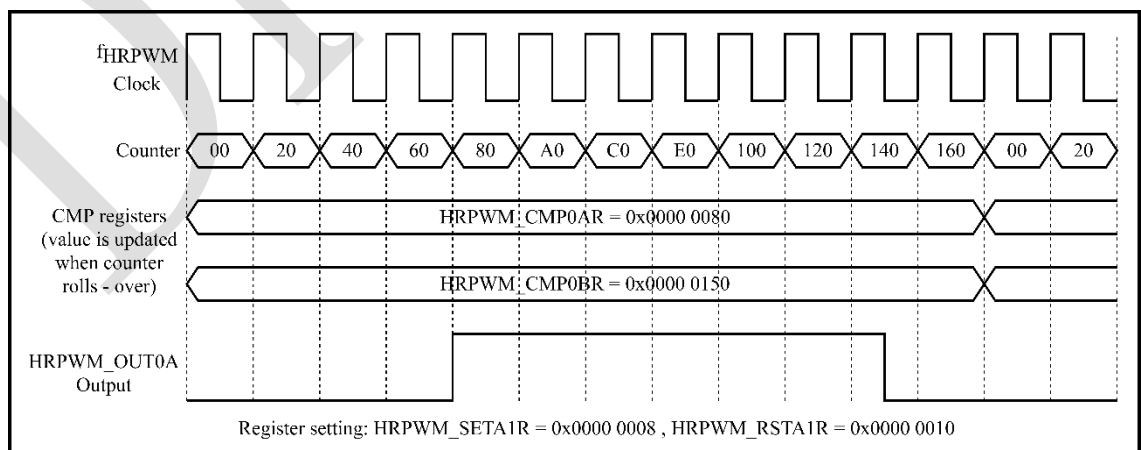 fHRPWM
Clock
Counter 00 20 40 60 80 A0 C0 E0 100 120 140 160 00 20
CMP registers
(value is updated
when counter
rolls - over)
HRPWM_CMP0AR = 0x0000 0080
HRPWM_CMP0BR = 0x0000 0150
HRPWM_OUT0A
Output
Register setting: HRPWM_SETA1R = 0x0000 0008 , HRPWM_RSTA1R = 0x0000 0010